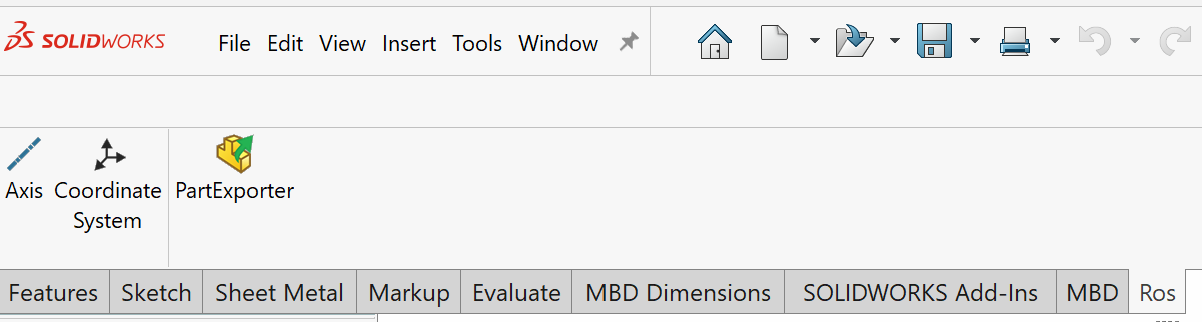 SOLIDWORKS File Edit View Insert Tools Window
Axis Coordinate System PartExporter
Features Sketch Sheet Metal Markup Evaluate MBD Dimensions SOLIDWORKS Add-Ins MBD Ros